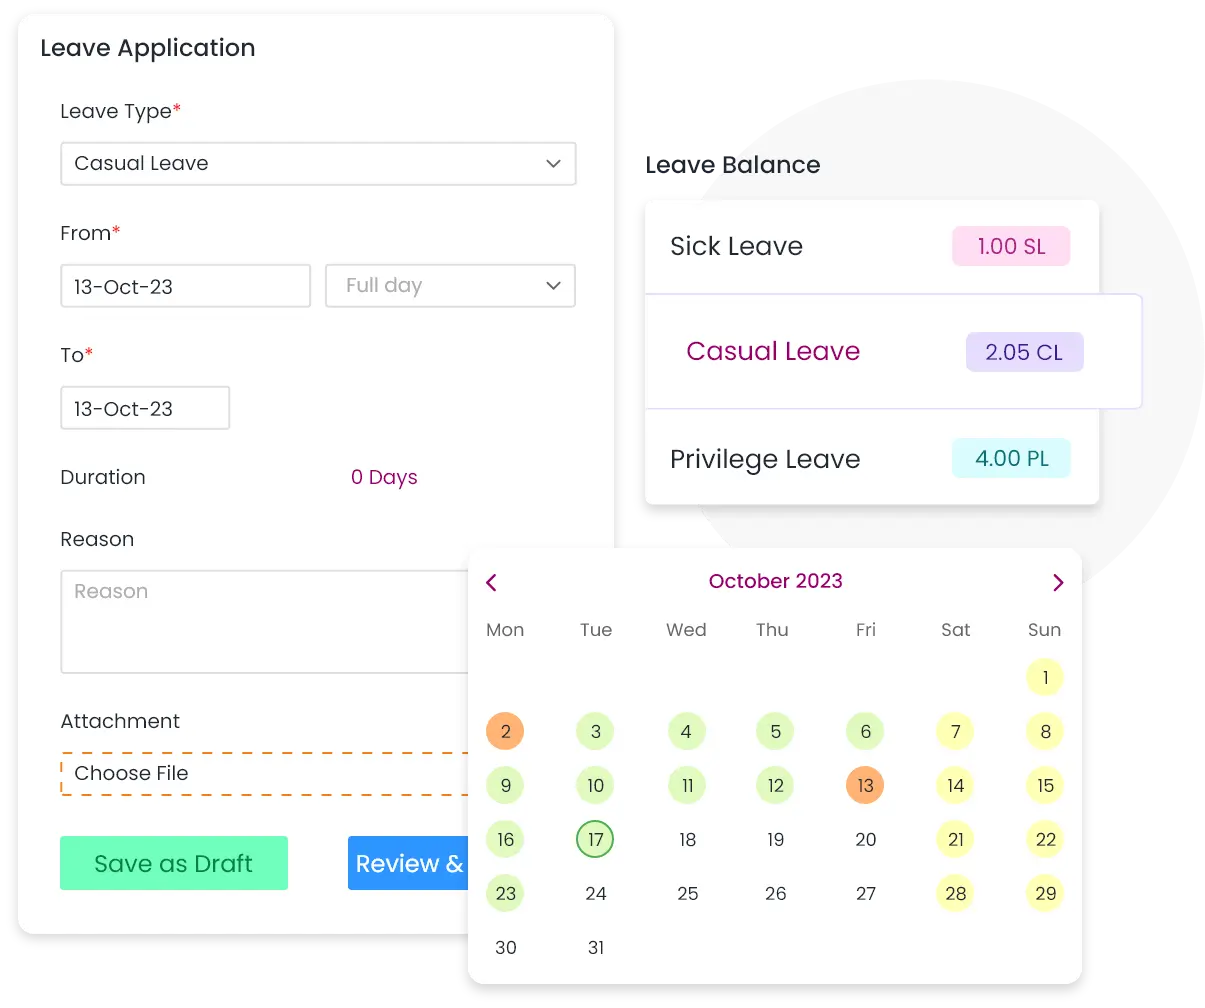 Leave Application
Leave Type*
Casual Leave
From*
13-Oct-23 Full day
To*
13-Oct-23
Duration 0 Days
Reason
Reason
Attachment
Choose File
Save as Draft Review &
Leave Balance
Sick Leave 1.00 SL
Casual Leave 2.05 CL
Privilege Leave 4.00 PL
October 2023
Mon Tue Wed Thu Fri Sat Sun
1
2 3 4 5 6 7 8
9 10 11 12 13 14 15
16 17 18 19 20 21 22
23 24 25 26 27 28 29
30 31